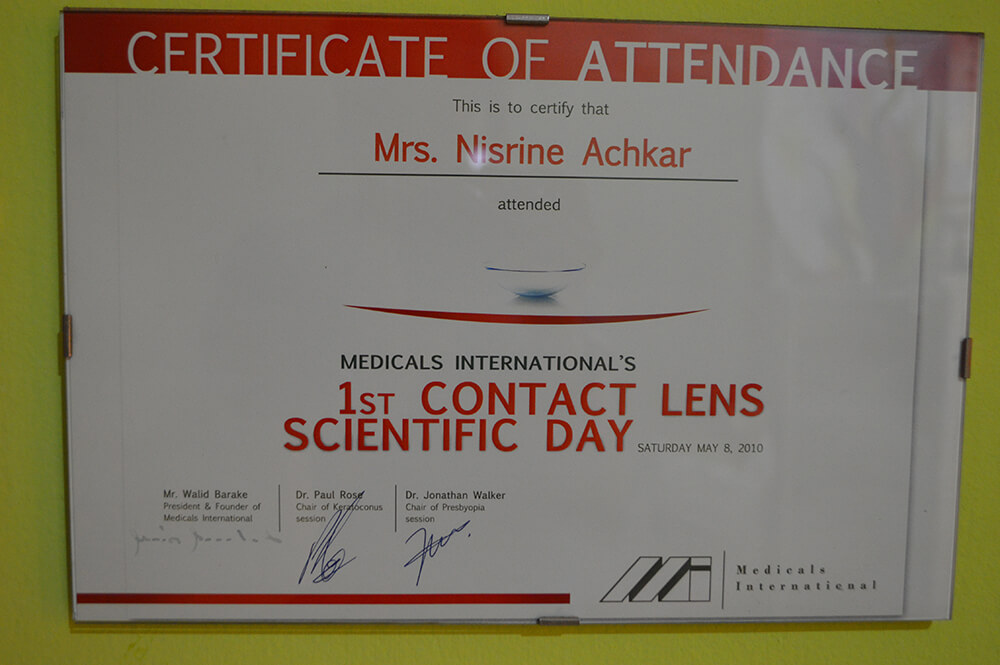 CERTIFICATE OF ATTENDANCE
This is to certify that
Mrs. Nisrine Achkar
attended
MEDICALS INTERNATIONAL'S
1ST CONTACT LENS
SCIENTIFIC DAY SATURDAY MAY 8, 2010
Mr. Walid Barake
President & Founder of
Medicals International
Dr. Paul Rose
Chair of Keratoconus
session
Dr. Jonathan Walker
Chair of Presbyopia
session
Medicals
International